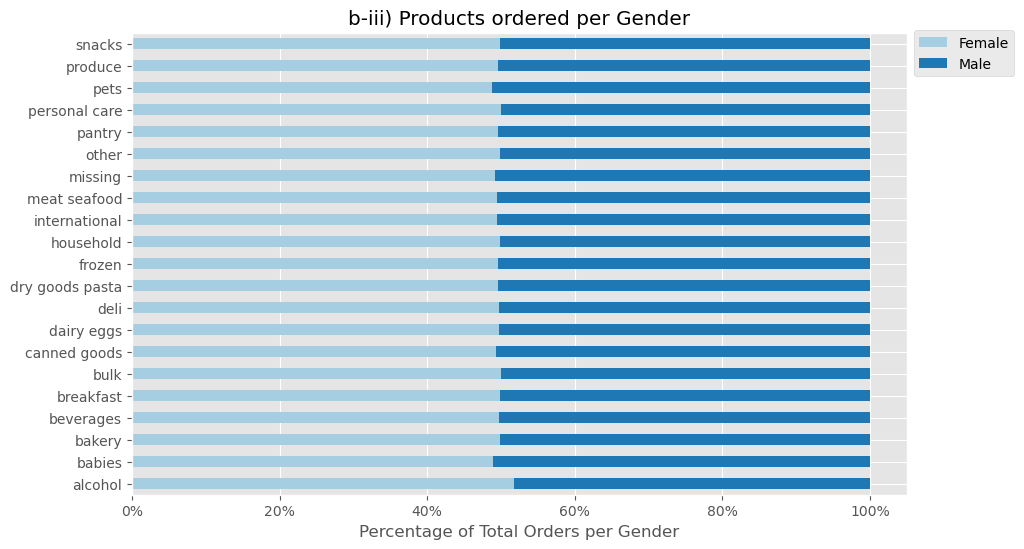 b-iii) Products ordered per Gender
Female
Male
snacks
produce
pets
personal care
pantry
other
missing
meat seafood
international
household
frozen
dry goods pasta
deli
dairy eggs
canned goods
bulk
breakfast
beverages
bakery
babies
alcohol
0% 20% 40% 60% 80% 100%
Percentage of Total Orders per Gender